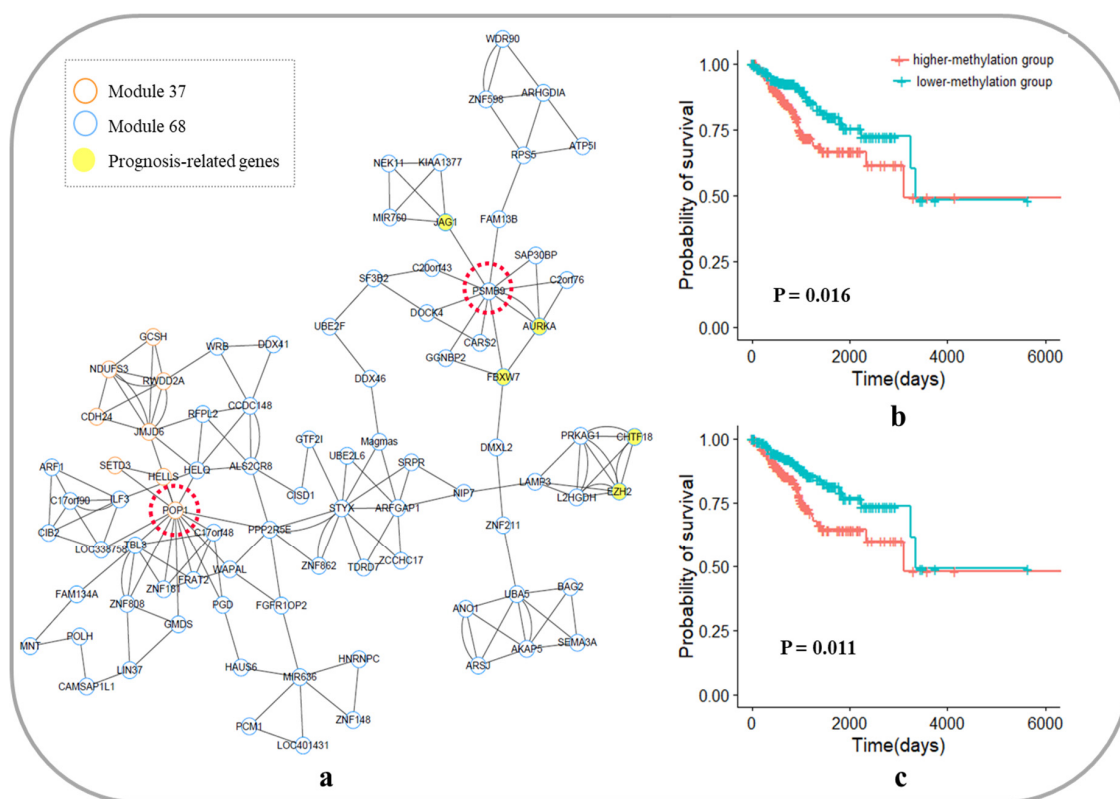 Module 37
Module 68
Prognosis-related genes
WDR90
ZNF598
ARHGDIA
ATP5I
RPS5
NEK11
KIAA1377
MIR760
JAG1
FAM13B
SAP30BP
C20orf43
C2orf76
SF3B2
PSMB9
DOCK4
AURKA
UBE2F
CARS2
GGNBP2
FBXW7
GCSH
WRB
DDX41
NDUFS3
RWDD2A
DDX46
CDH24
RFPL2
CCDC148
JMJD6
GTF2I
Magmas
DMXL2
PRKAG1
CHTF18
UBE2L6
SETD3
HELLS
HELQ
ALS2CR8
SRPR
ARF1
CISD1
NIP7
LAMP3
L2HGDH
EZH2
C17orf90
ILF3
POP1
STYX
ARFGAP1
CIB2
C17orf48
PPP2R5E
ZNF211
LOC338758
TBL3
ZNF862
TDRD7
ZCCHC17
ZNF181
FRAT2
WAPAL
FAM134A
ZNF808
PGD
FGFR1OP2
UBA5
BAG2
ANO1
GMDS
MNT
POLH
SEMA3A
AKAP5
ARSJ
LIN37
HAUS6
HNRNPC
CAMSAP1L1
MIR636
PCM1
ZNF148
LOC401431
a
higher-methylation group
lower-methylation group
Probability of survival
1.00
0.75
0.50
0.25
0.00
P = 0.016
0 2000 4000 6000
Time(days)
b
Probability of survival
1.00
0.75
0.50
0.25
0.00
P = 0.011
0 2000 4000 6000
Time(days)
c